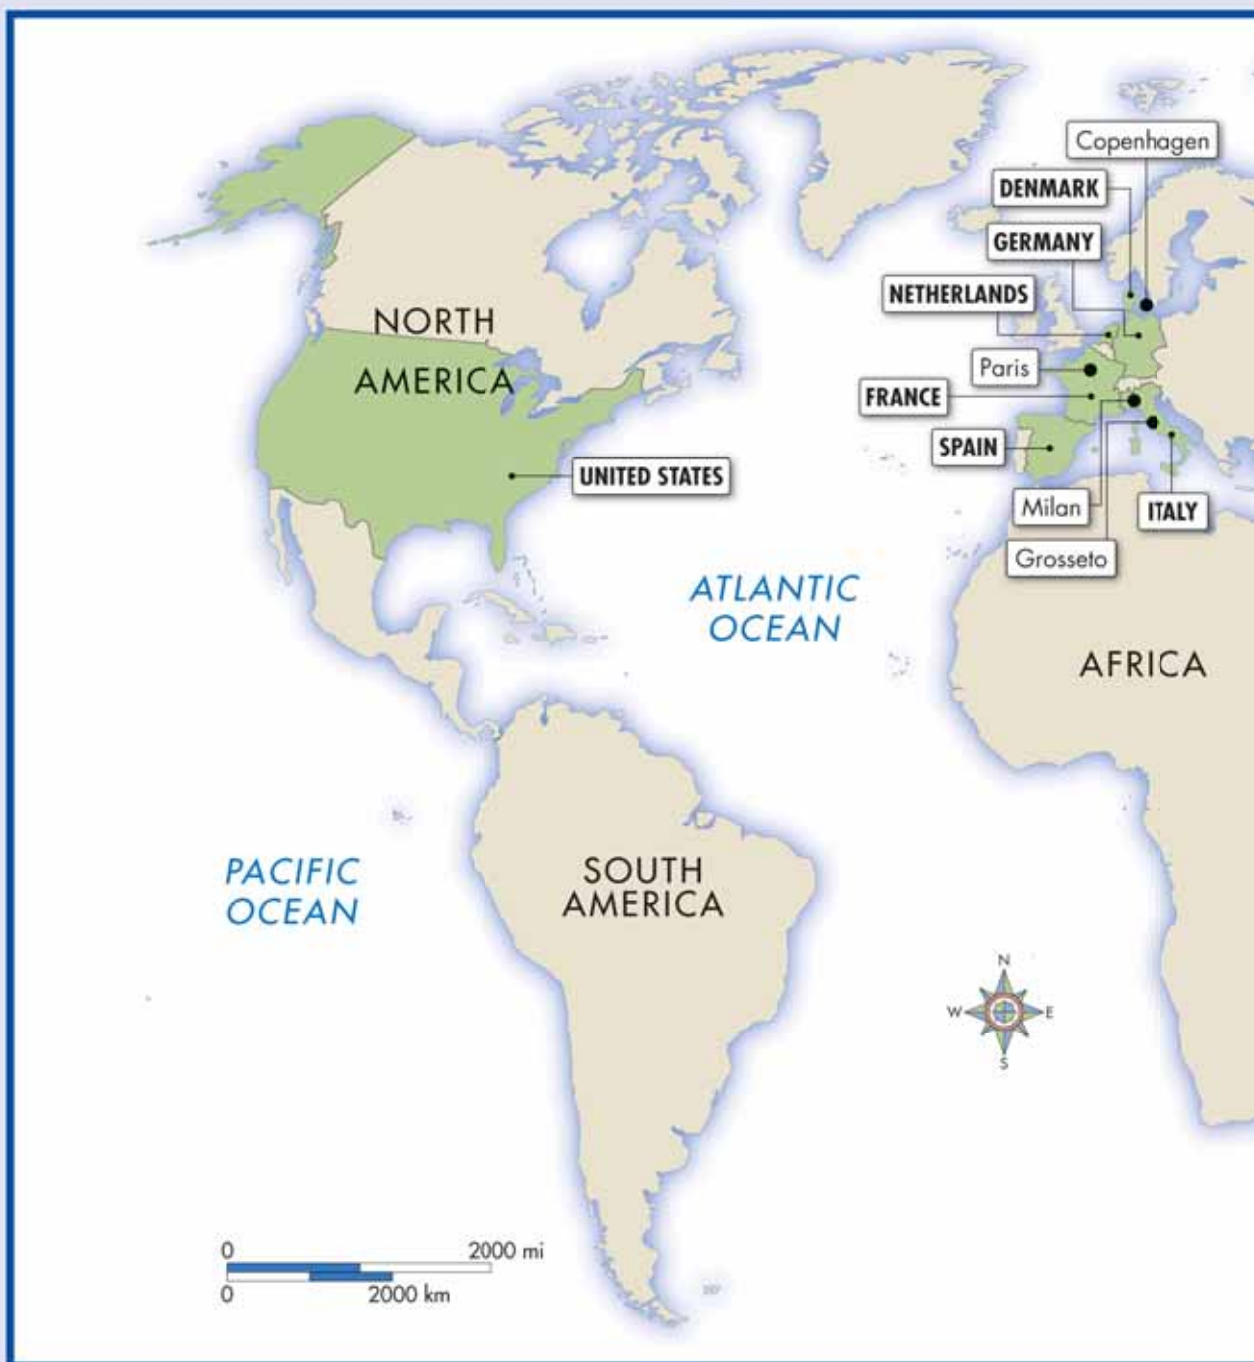 Copenhagen
DENMARK
GERMANY
NETHERLANDS
NORTH
AMERICA
Paris
FRANCE
SPAIN
UNITED STATES
Milan
ITALY
Grosseto
ATLANTIC
OCEAN
AFRICA
PACIFIC
OCEAN
SOUTH
AMERICA
N
W E
S
0 2000 mi
0 2000 km